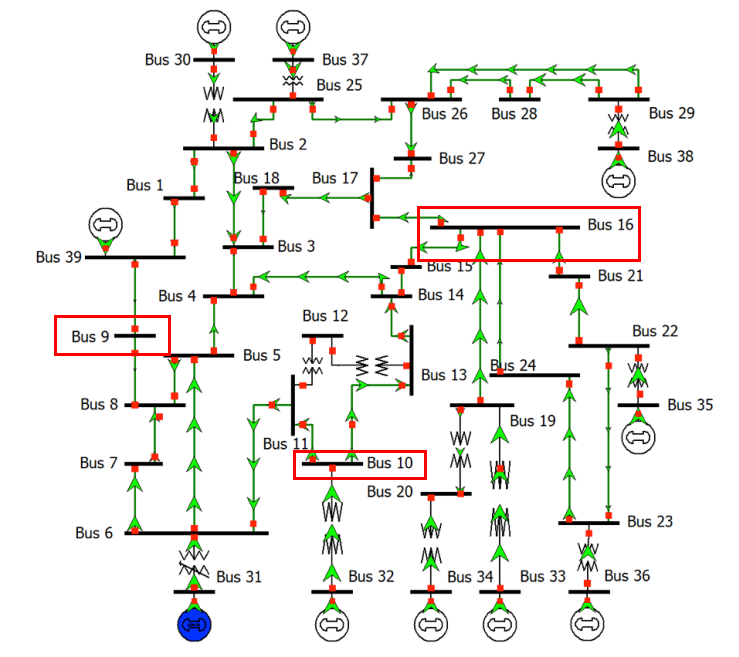 Bus 30
Bus 37
Bus 25
Bus 26
Bus 28
Bus 29
Bus 2
Bus 27
Bus 38
Bus 18
Bus 17
Bus 1
Bus 16
Bus 39
Bus 3
Bus 15
Bus 21
Bus 4
Bus 14
Bus 12
Bus 9
Bus 22
Bus 5
Bus 24
Bus 13
Bus 8
Bus 35
Bus 19
Bus 11
Bus 7
Bus 10
Bus 20
Bus 6
Bus 23
Bus 31
Bus 32
Bus 34
Bus 33
Bus 36